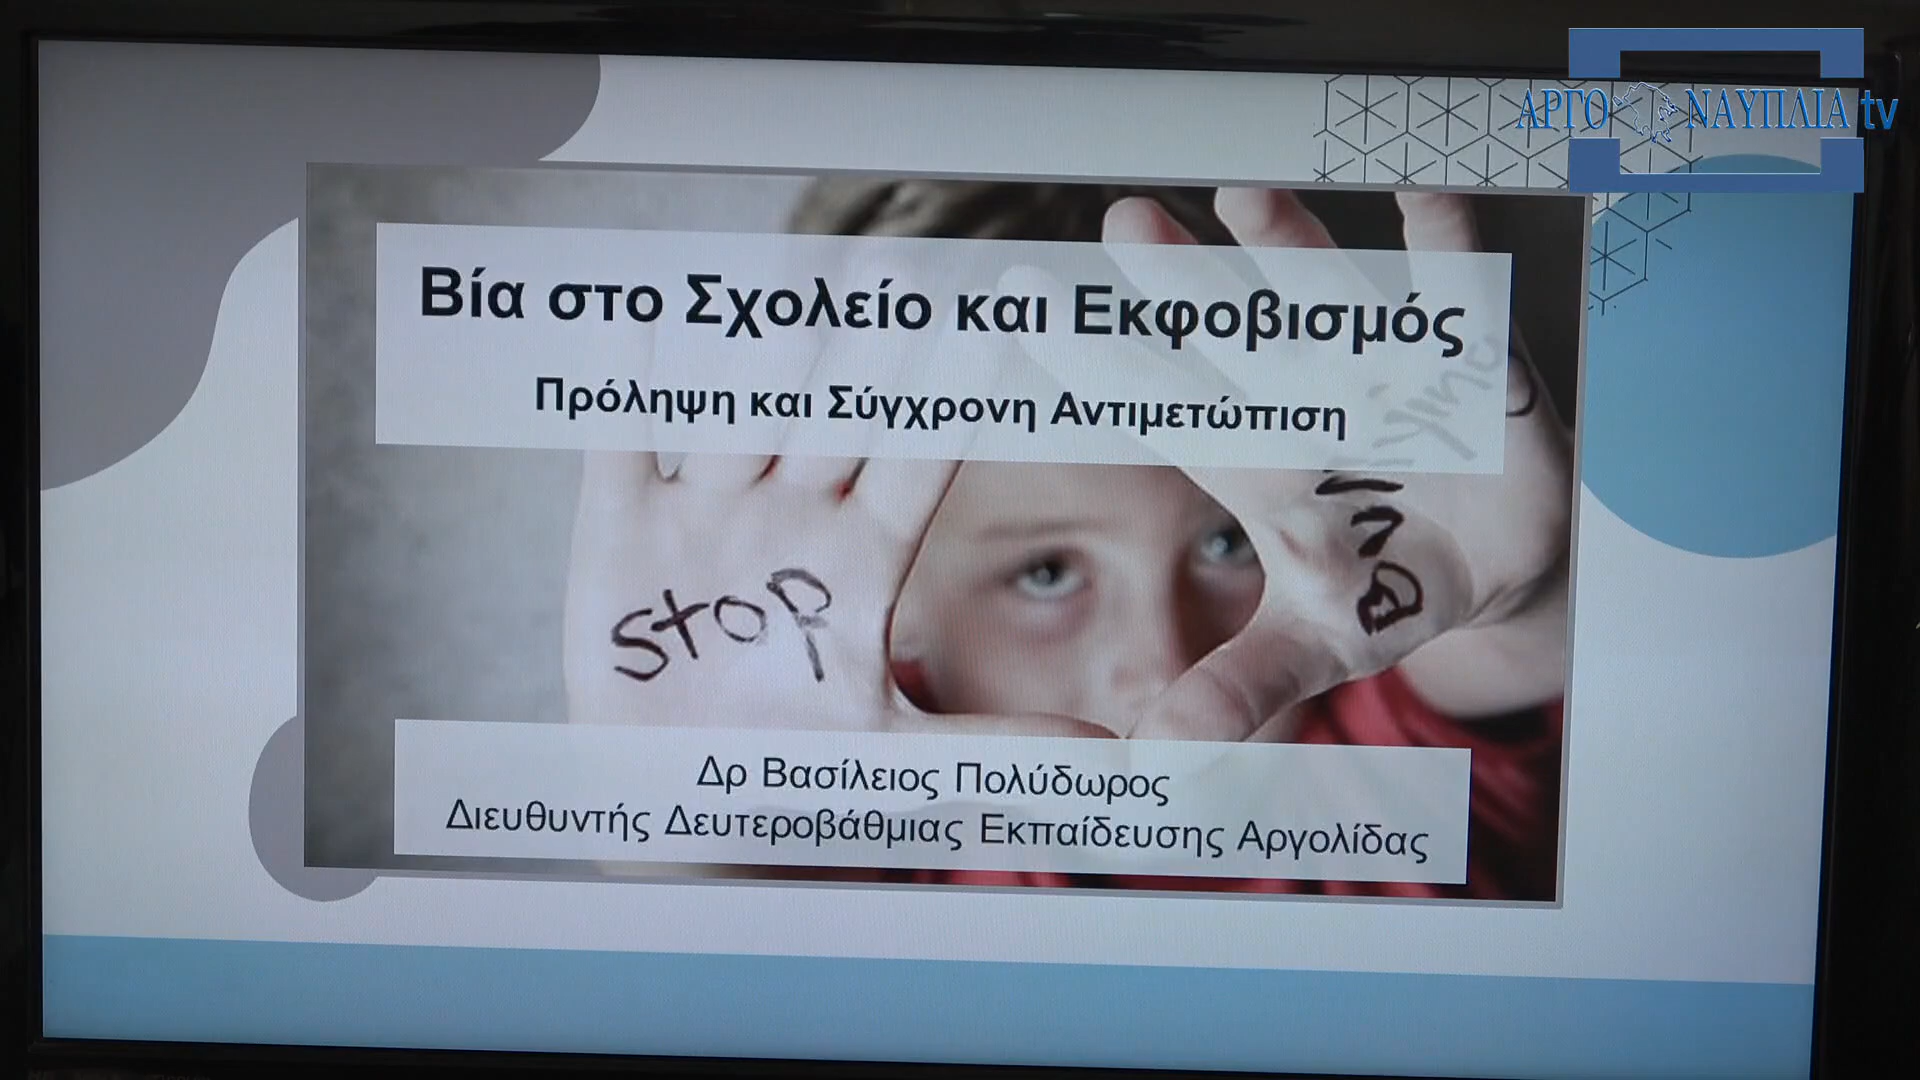 ΑΡΓΟ ΝΑΥΠΛΙΑ tv
Βία στο Σχολείο και Εκφοβισμός
Πρόληψη και Σύγχρονη Αντιμετώπιση
stop
Δρ Βασίλειος Πολύδωρος
Διευθυντής Δευτεροβάθμιας Εκπαίδευσης Αργολίδας